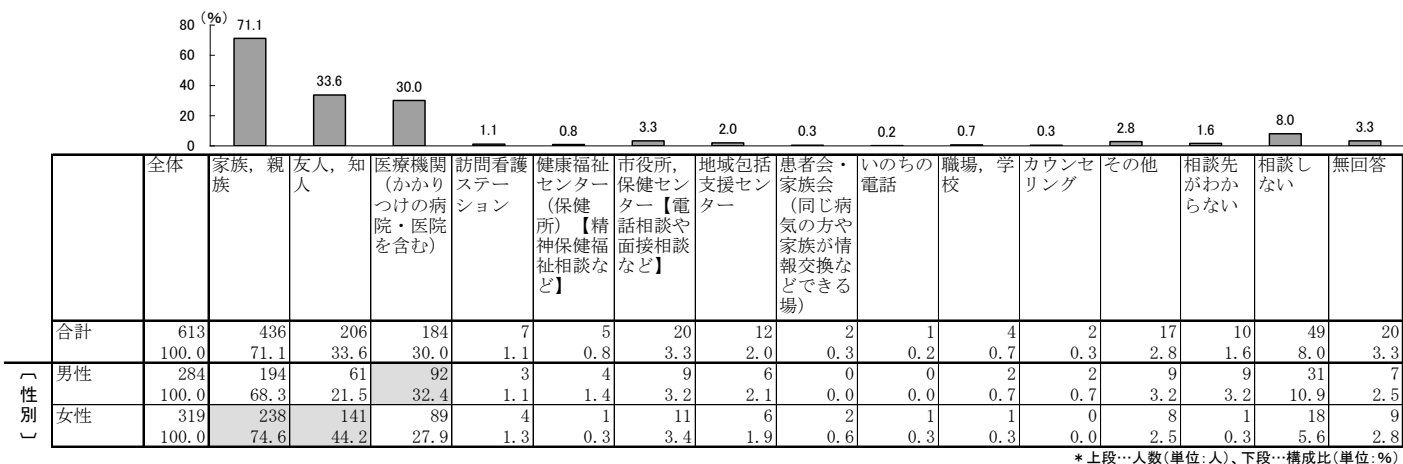 (%)
80
60
40
20
0
71.1 33.6 30.0 1.1 0.8 3.3 2.0 0.3 0.2 0.7 0.3 2.8 1.6 8.0 3.3
全体
家族，親
族
友人，知
人
医療機関
（かかり
つけの病
院・医院
を含む）
訪問看護
ステー
ション
健康福祉
センター
（保健
所）【精
神保健福
祉相談な
ど】
市役所，
保健セン
ター【電
話相談や
面接相談
など】
地域包括
支援セン
ター
患者会・
家族会
（同じ病
気の方や
家族が情
報交換な
どできる
場）
いのちの
電話
職場，学
校
カウンセ
リング
その他
相談先
がわか
らない
相談し
ない
無回答
合計 613 436 206 184 7 5 20 12 2 1 4 2 17 10 49 20
100.0 71.1 33.6 30.0 1.1 0.8 3.3 2.0 0.3 0.2 0.7 0.3 2.8 1.6 8.0 3.3
〔性別〕
男性 284 194 61 92 3 4 9 6 0 0 2 2 9 9 31 7
100.0 68.3 21.5 32.4 1.1 1.4 3.2 2.1 0.0 0.0 0.7 0.7 3.2 3.2 10.9 2.5
女性 319 238 141 89 4 1 11 6 2 1 1 0 8 1 18 9
100.0 74.6 44.2 27.9 1.3 0.3 3.4 1.9 0.6 0.3 0.3 0.0 2.5 0.3 5.6 2.8
＊上段…人数（単位：人）、下段…構成比（単位：％）